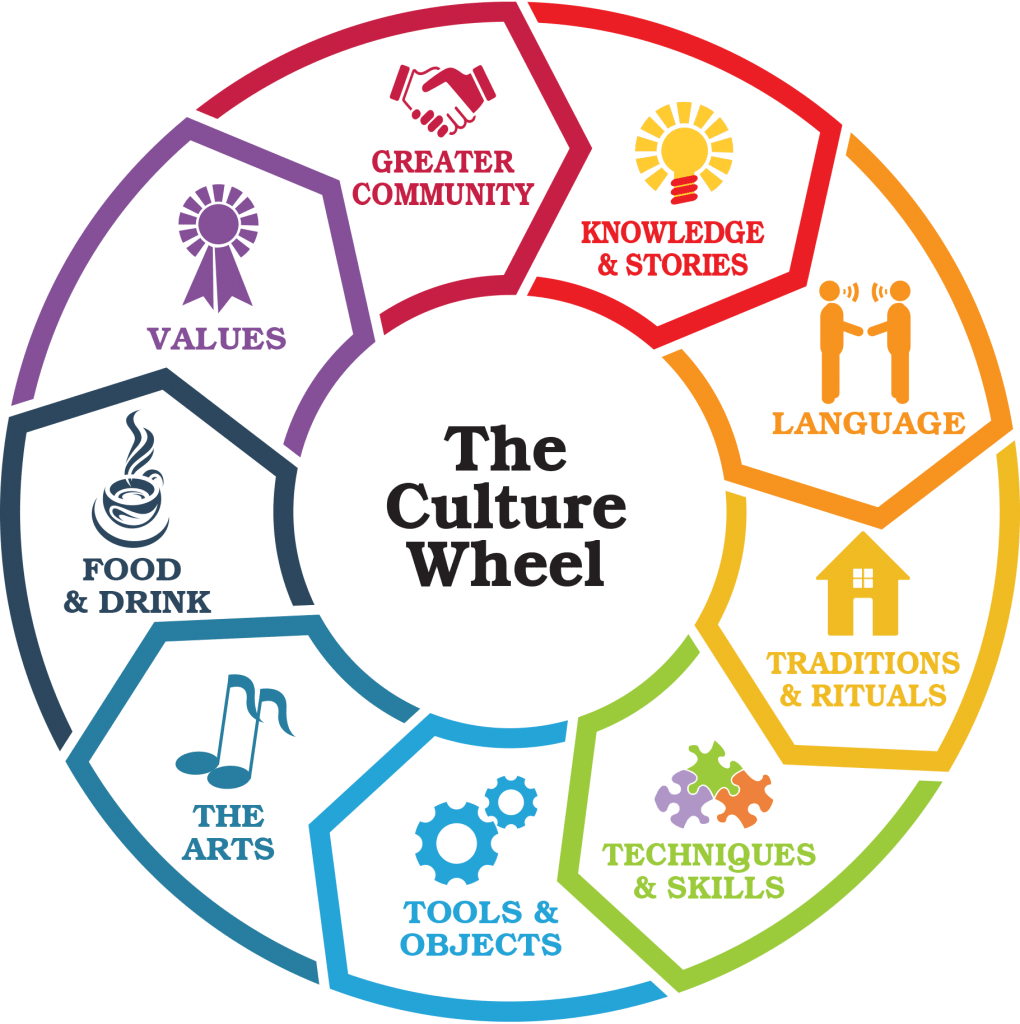 The
Culture
Wheel
GREATER
COMMUNITY
KNOWLEDGE
& STORIES
LANGUAGE
TRADITIONS
& RITUALS
TECHNIQUES
& SKILLS
TOOLS &
OBJECTS
THE
ARTS
FOOD
& DRINK
VALUES